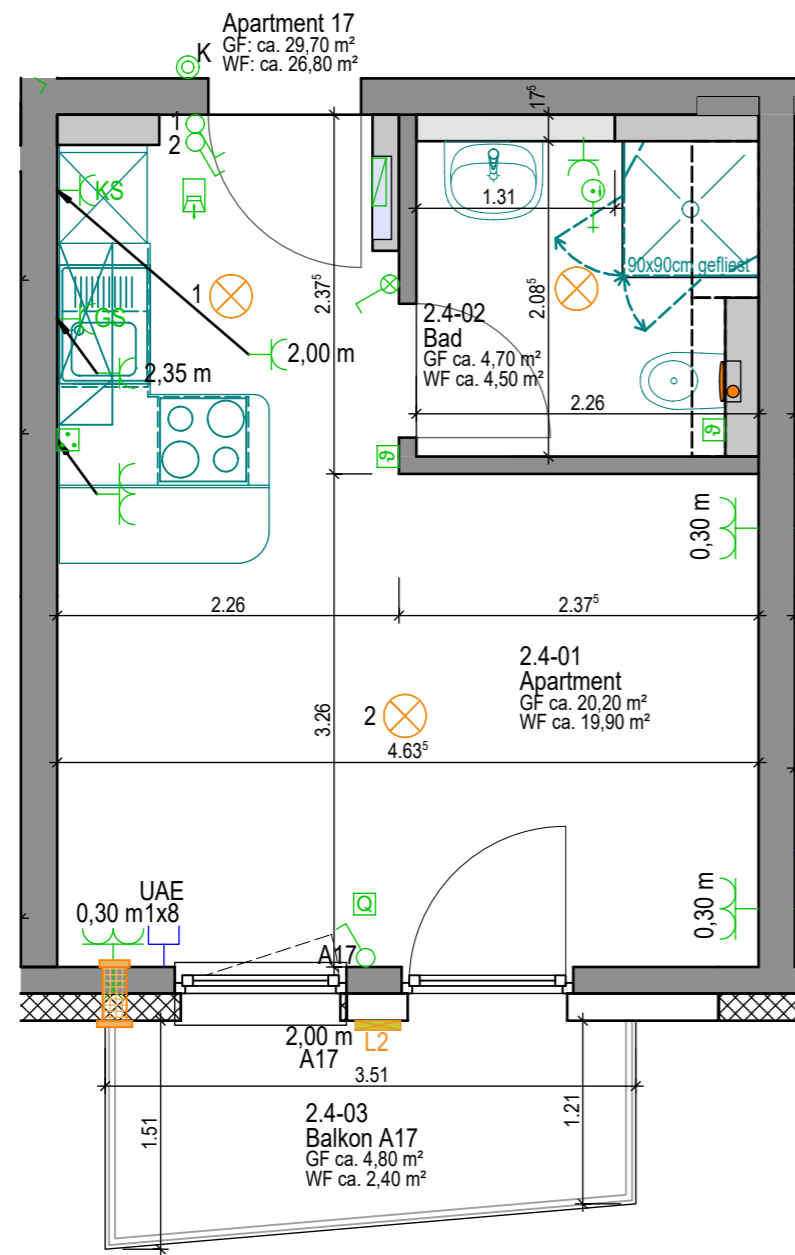 Apartment 17
GF: ca. 29,70 m²
WF: ca. 26,80 m²
K
1
2
17⁵
KS
1.31
90x90cm gefliest
1
2.37⁵
2.08⁵
2.4-02
Bad
GF ca. 4,70 m²
WF ca. 4,50 m²
GS
2,00 m
2,35 m
2.26
0,30 m
2.26
2.37⁵
2.4-01
Apartment
GF ca. 20,20 m²
WF ca. 19,90 m²
3.26
2
4.63⁵
UAE
0,30 m 1x8
Q
0,30 m
A17
2,00 m
A17
L2
3.51
1.51
1.21
2.4-03
Balkon A17
GF ca. 4,80 m²
WF ca. 2,40 m²